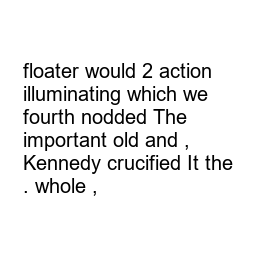 floater would 2 action
illuminating which we
fourth nodded The
important old and ,
Kennedy crucified It the
. whole ,